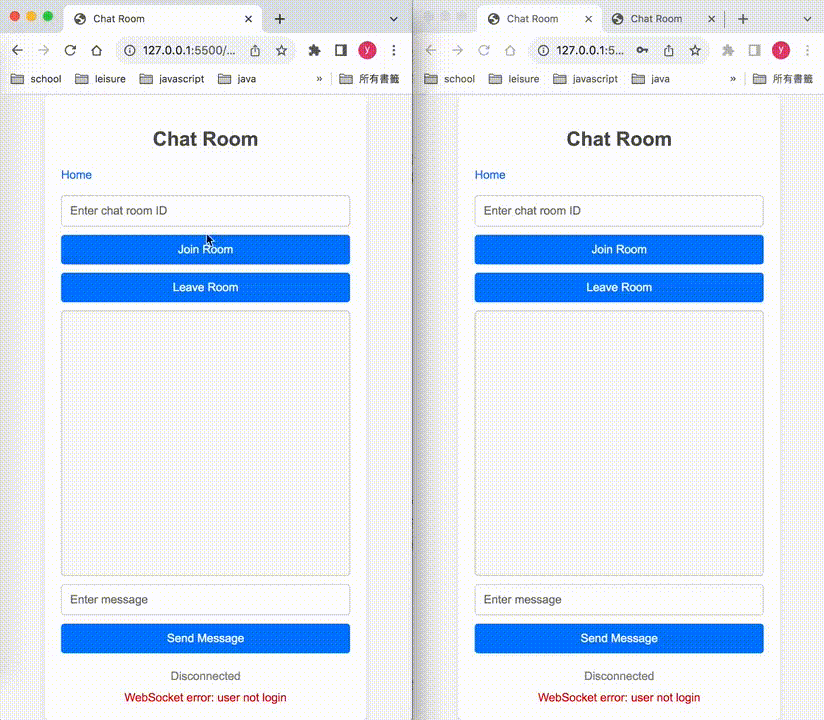 Chat Room
127.0.0.1:5500/...
y
school
leisure
javascript
java
»
所有書籤
Chat Room
Home
Enter chat room ID
Join Room
Leave Room
Enter message
Send Message
Disconnected
WebSocket error: user not login
Chat Room
Chat Room
127.0.0.1:5...
y
school
leisure
javascript
java
»
所有書籤
Chat Room
Home
Enter chat room ID
Join Room
Leave Room
Enter message
Send Message
Disconnected
WebSocket error: user not login